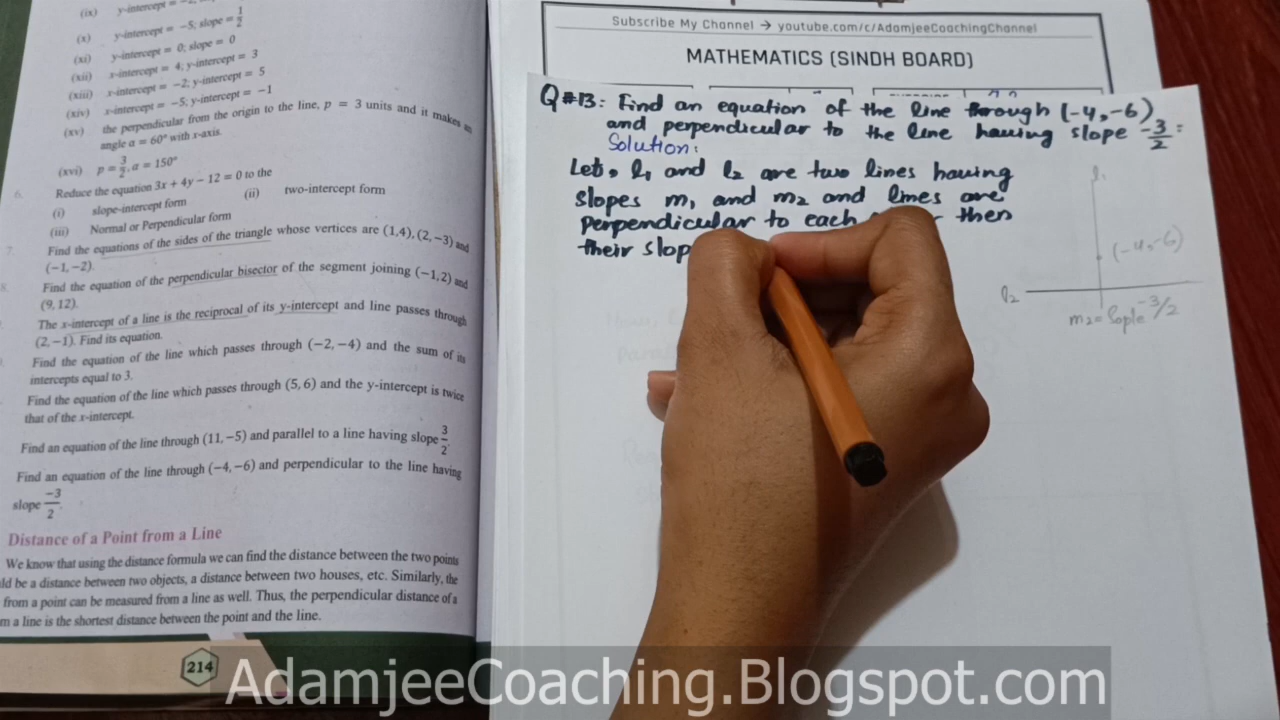 (ix) y-intercept =
(x) y-intercept = −5; slope = 1/2
(xi) y-intercept = 0; slope = 0
(xii) x-intercept = 4; y-intercept = 3
(xiii) x-intercept = −2; y-intercept = 5
(xiv) x-intercept = −5; y-intercept = −1
(xv) the perpendicular from the origin to the line, p = 3 units and it makes an
angle α = 60° with x-axis.
(xvi) p = 3/2, α = 150°
6. Reduce the equation 3x + 4y − 12 = 0 to the
(i) slope-intercept form (ii) two-intercept form
(iii) Normal or Perpendicular form
7. Find the equations of the sides of the triangle whose vertices are (1,4), (2,−3) and
(−1,−2).
8. Find the equation of the perpendicular bisector of the segment joining (−1,2) and
(9,12).
The x-intercept of a line is the reciprocal of its y-intercept and line passes through
(2,−1). Find its equation.
Find the equation of the line which passes through (−2,−4) and the sum of its
intercepts equal to 3.
Find the equation of the line which passes through (5,6) and the y-intercept is twice
that of the x-intercept.
Find an equation of the line through (11,−5) and parallel to a line having slope 3/2.
Find an equation of the line through (−4,−6) and perpendicular to the line having
slope −3/2.
Distance of a Point from a Line
We know that using the distance formula we can find the distance between the two points
ld be a distance between two objects, a distance between two houses, etc. Similarly, the
from a point can be measured from a line as well. Thus, the perpendicular distance of a
m a line is the shortest distance between the point and the line.
214
Subscribe My Channel → youtube.com/c/AdamjeeCoachingChannel
MATHEMATICS (SINDH BOARD)
Q#13: Find an equation of the line through (-4,-6)
and perpendicular to the line having slope -3/2:
Solution:
Let, l₁ and l₂ are two lines having
slopes m₁ and m₂ and lines are
perpendicular to each then
their slop
l₁
(-4,-6)
l₂
m₂= Sople -3/2
AdamjeeCoaching.Blogspot.com